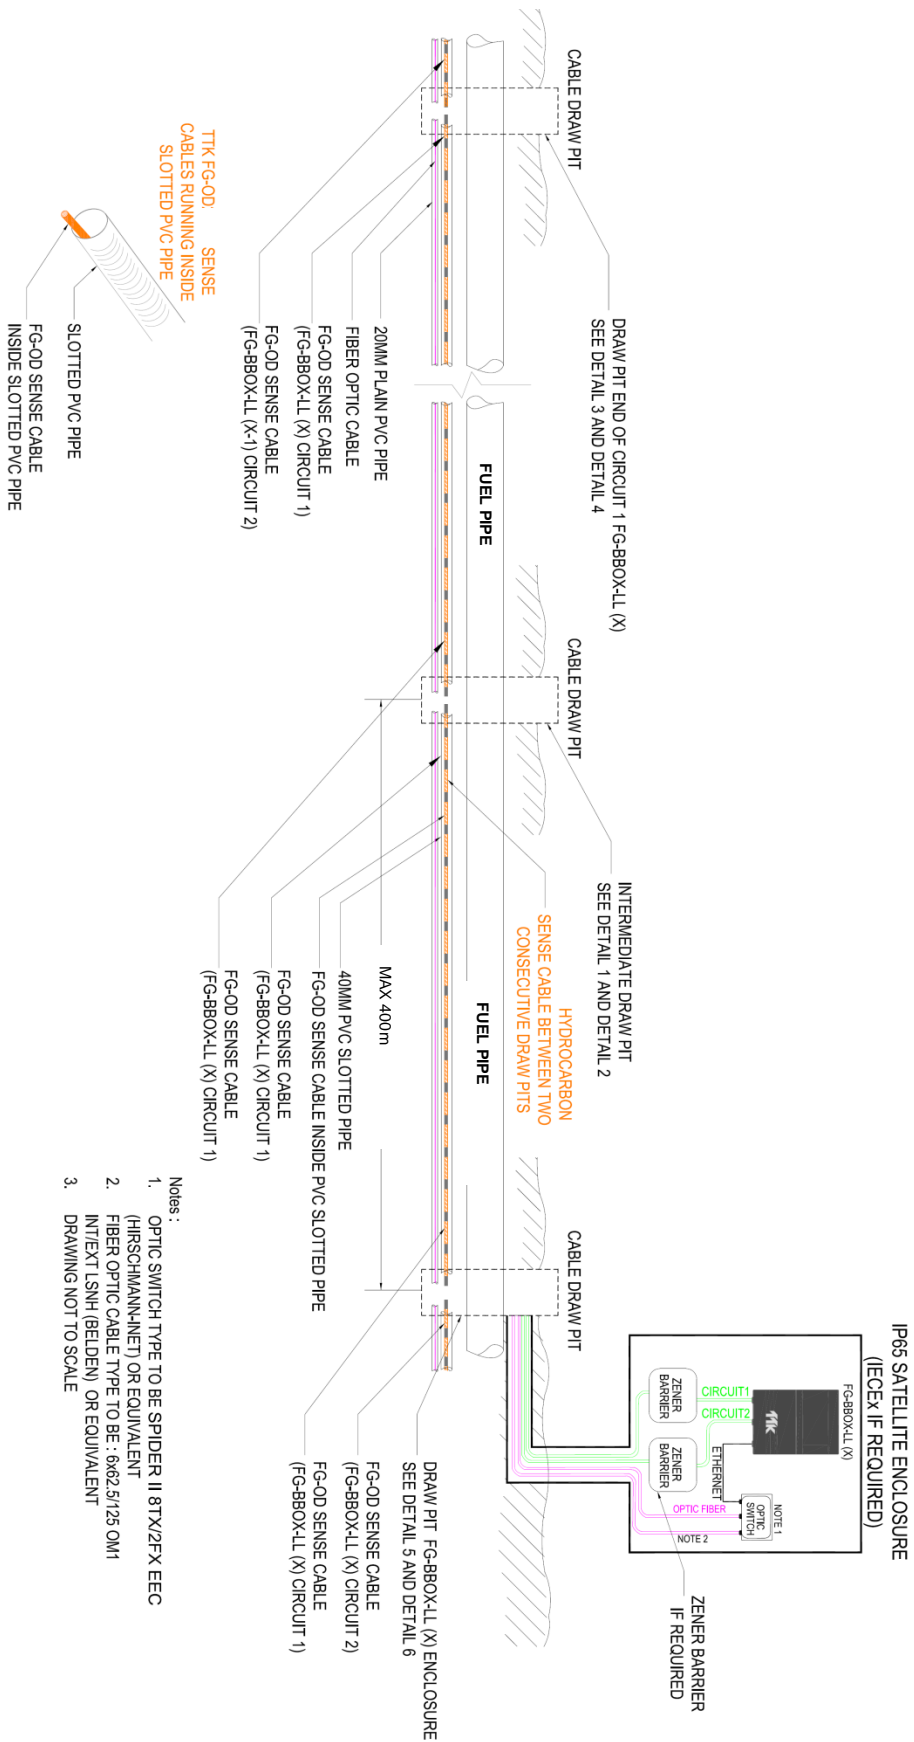 IP65 SATELLITE ENCLOSURE
(IECEx IF REQUIRED)
FG-BBOX-LL (X)
TTK
CIRCUIT1
CIRCUIT2
ZENER
BARRIER
ZENER
BARRIER
ETHERNET
NOTE 1
OPTIC
SWITCH
OPTIC FIBER
NOTE 2
ZENER BARRIER
IF REQUIRED
CABLE DRAW PIT
DRAW PIT END OF CIRCUIT 1 FG-BBOX-LL (X)
SEE DETAIL 3 AND DETAIL 4
CABLE DRAW PIT
INTERMEDIATE DRAW PIT
SEE DETAIL 1 AND DETAIL 2
CABLE DRAW PIT
HYDROCARBON
SENSE CABLE BETWEEN TWO
CONSECUTIVE DRAW PITS
FUEL PIPE
FUEL PIPE
MAX 400m
20MM PLAIN PVC PIPE
FIBER OPTIC CABLE
FG-OD SENSE CABLE
(FG-BBOX-LL (X) CIRCUIT 1)
FG-OD SENSE CABLE
(FG-BBOX-LL (X-1) CIRCUIT 2)
40MM PVC SLOTTED PIPE
FG-OD SENSE CABLE INSIDE PVC SLOTTED PIPE
FG-OD SENSE CABLE
(FG-BBOX-LL (X) CIRCUIT 1)
FG-OD SENSE CABLE
(FG-BBOX-LL (X) CIRCUIT 1)
DRAW PIT FG-BBOX-LL (X) ENCLOSURE
SEE DETAIL 5 AND DETAIL 6
FG-OD SENSE CABLE
(FG-BBOX-LL (X) CIRCUIT 2)
FG-OD SENSE CABLE
(FG-BBOX-LL (X) CIRCUIT 1)
TTK FG-OD: SENSE
CABLES RUNNING INSIDE
SLOTTED PVC PIPE
SLOTTED PVC PIPE
FG-OD SENSE CABLE
INSIDE SLOTTED PVC PIPE
Notes :
1. OPTIC SWITCH TYPE TO BE SPIDER II 8TX/2FX EEC
(HIRSCHMANN-INET) OR EQUIVALENT
2. FIBER OPTIC CABLE TYPE TO BE : 6x62.5/125 OM1
INT/EXT LSNH (BELDEN) OR EQUIVALENT
3. DRAWING NOT TO SCALE